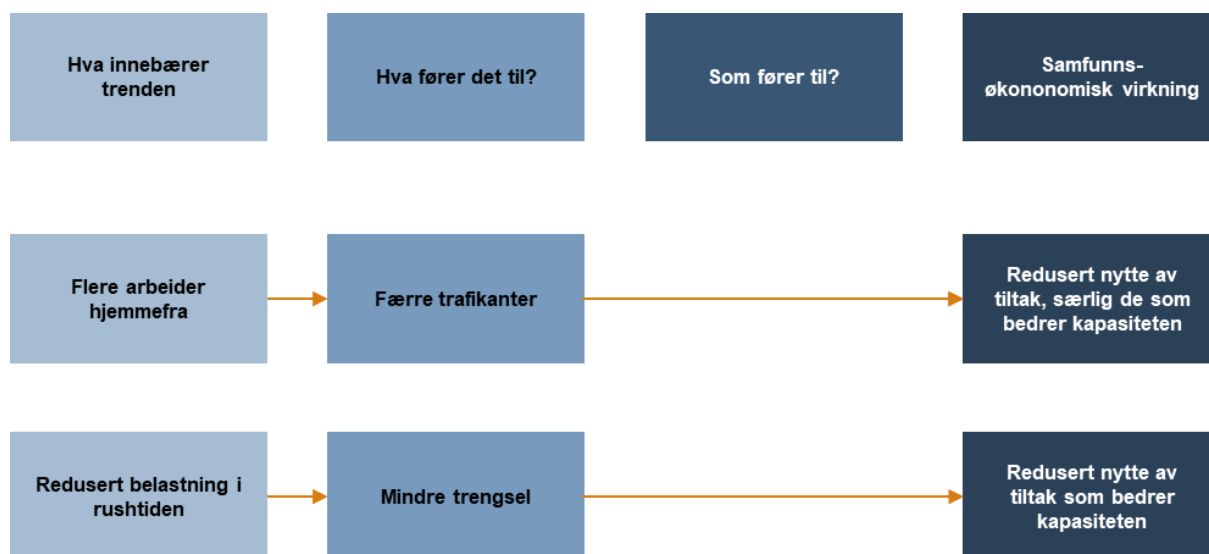 Hva innebærer
trenden
Hva fører det til?
Som fører til?
Samfunns-
økononomisk virkning
Flere arbeider
hjemmefra
Færre trafikanter
Redusert nytte av
tiltak, særlig de som
bedrer kapasiteten
Redusert belastning i
rushtiden
Mindre trengsel
Redusert nytte av
tiltak som bedrer
kapasiteten